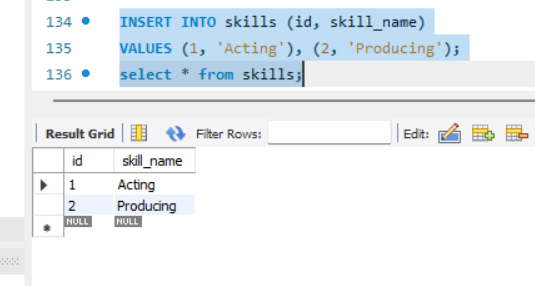 134 INSERT INTO skills (id, skill_name)
135 VALUES (1, 'Acting'), (2, 'Producing');
136 select * from skills;
Result Grid Filter Rows: Edit:
id skill_name
1 Acting
2 Producing
NULL NULL